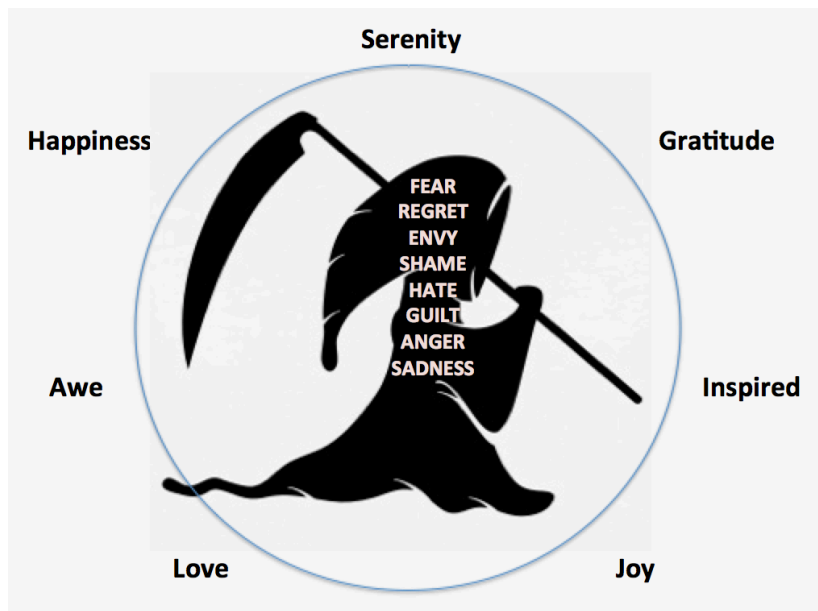 Serenity
Happiness
Gratitude
FEAR
REGRET
ENVY
SHAME
HATE
GUILT
ANGER
SADNESS
Awe
Inspired
Love
Joy